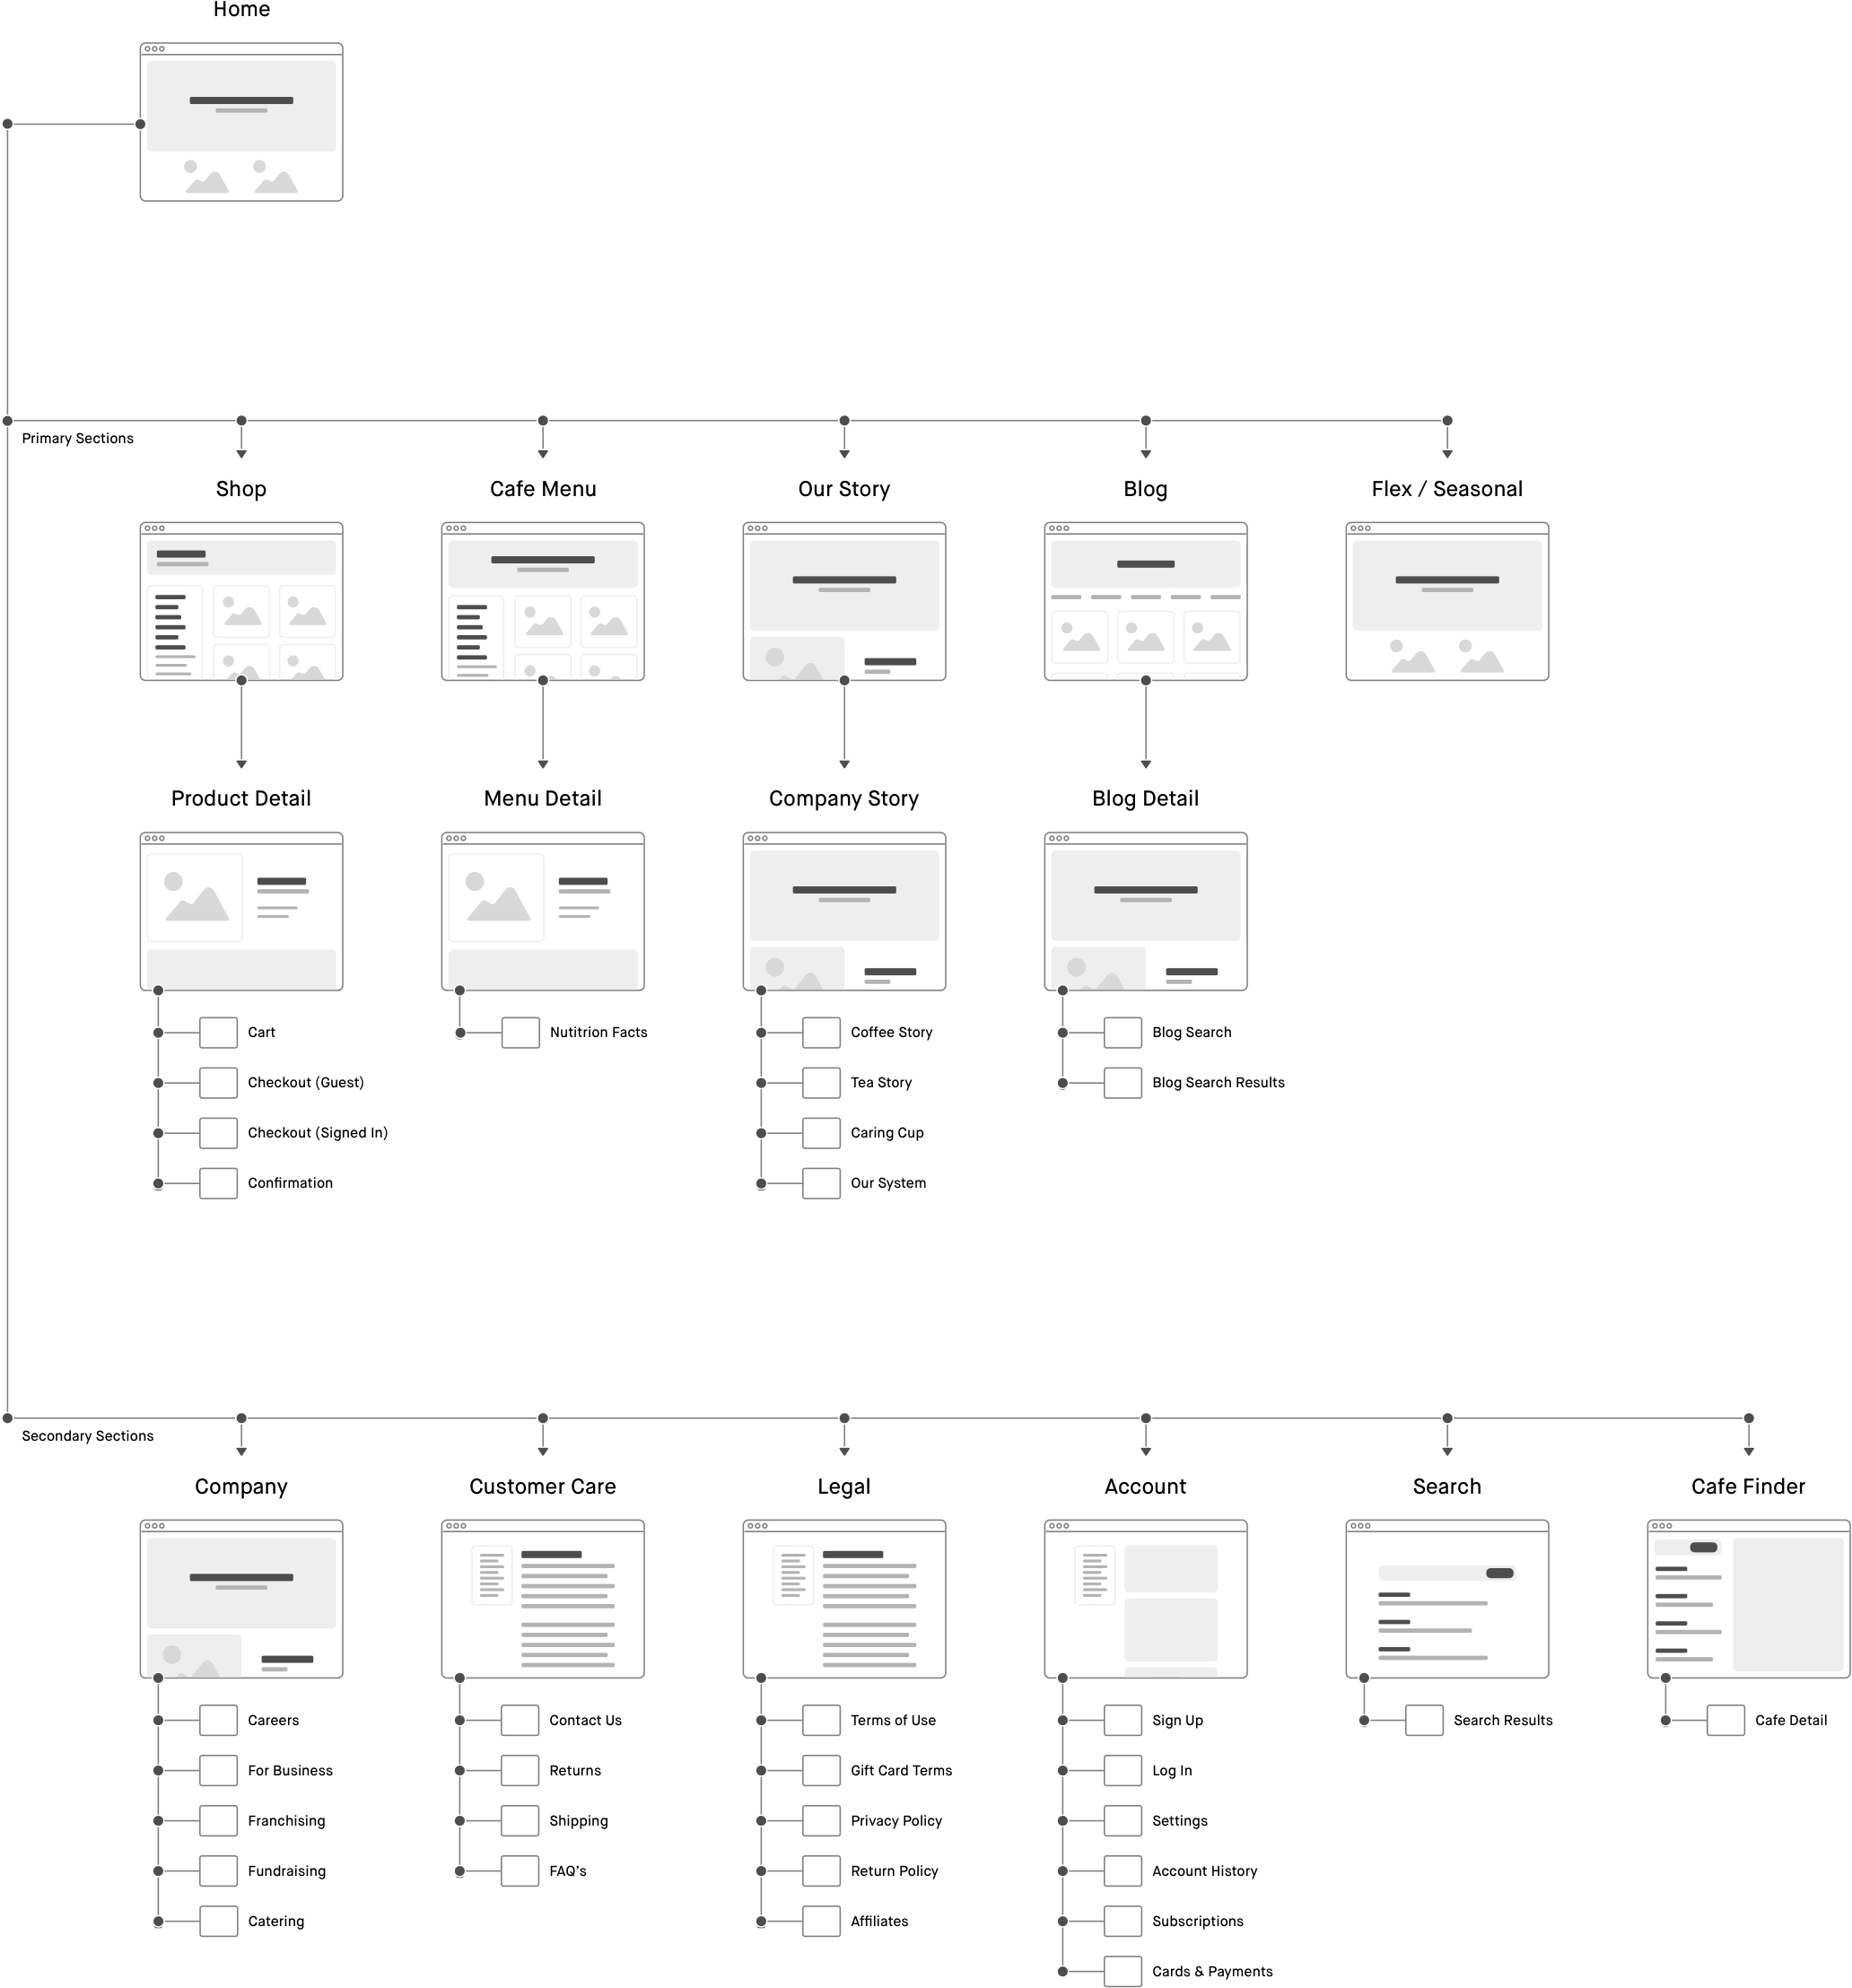 Home
Primary Sections
Shop
Cafe Menu
Our Story
Blog
Flex / Seasonal
Product Detail
Menu Detail
Company Story
Blog Detail
Cart
Nutitrion Facts
Coffee Story
Blog Search
Checkout (Guest)
Tea Story
Blog Search Results
Checkout (Signed In)
Caring Cup
Confirmation
Our System
Secondary Sections
Company
Customer Care
Legal
Account
Search
Cafe Finder
Careers
Contact Us
Terms of Use
Sign Up
Search Results
Cafe Detail
For Business
Returns
Gift Card Terms
Log In
Franchising
Shipping
Privacy Policy
Settings
Fundraising
FAQ's
Return Policy
Account History
Catering
Affiliates
Subscriptions
Cards & Payments